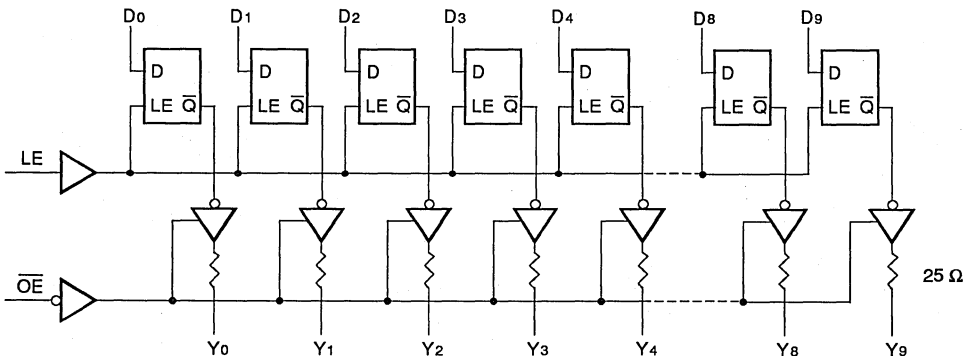 D0 D1 D2 D3 D4 D8 D9
D D D D D D D
LE Q̅ LE Q̅ LE Q̅ LE Q̅ LE Q̅ LE Q̅ LE Q̅
LE
O̅E̅
25 Ω
Y0 Y1 Y2 Y3 Y4 Y8 Y9